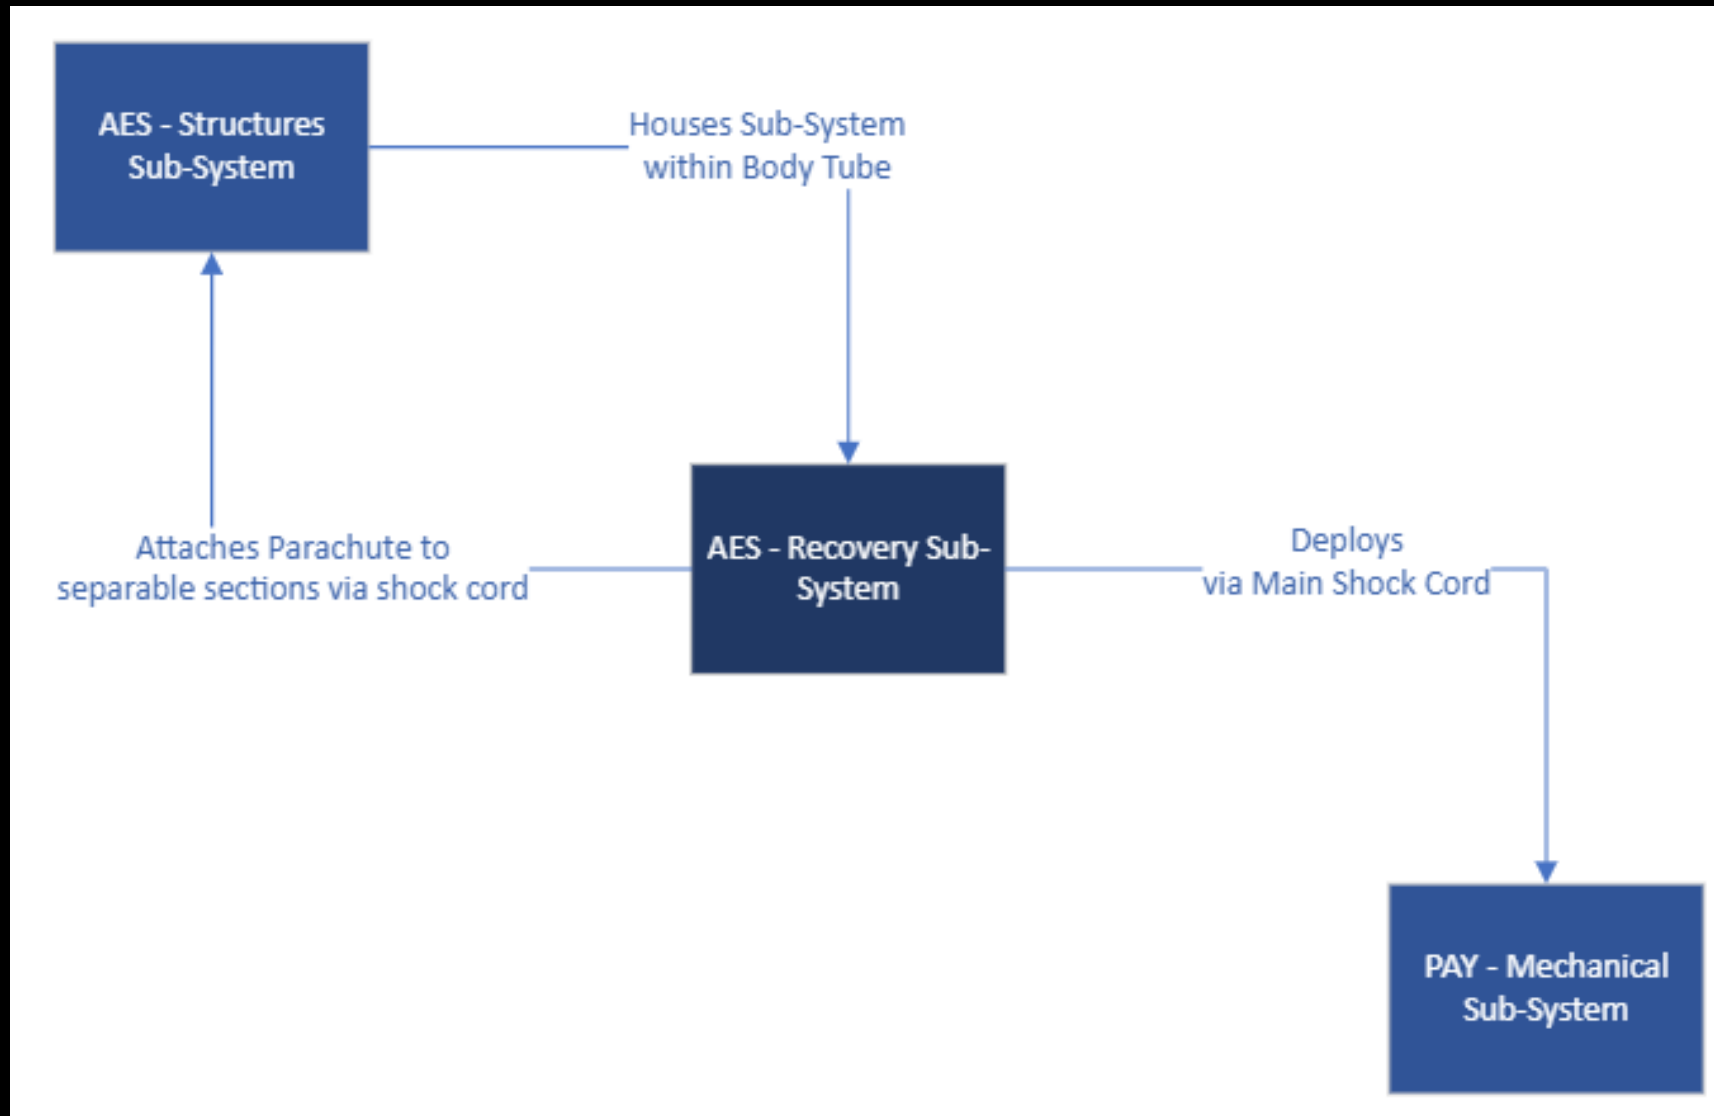 AES - Structures
Sub-System
Houses Sub-System
within Body Tube
Attaches Parachute to
separable sections via shock cord
AES - Recovery Sub-
System
Deploys
via Main Shock Cord
PAY - Mechanical
Sub-System